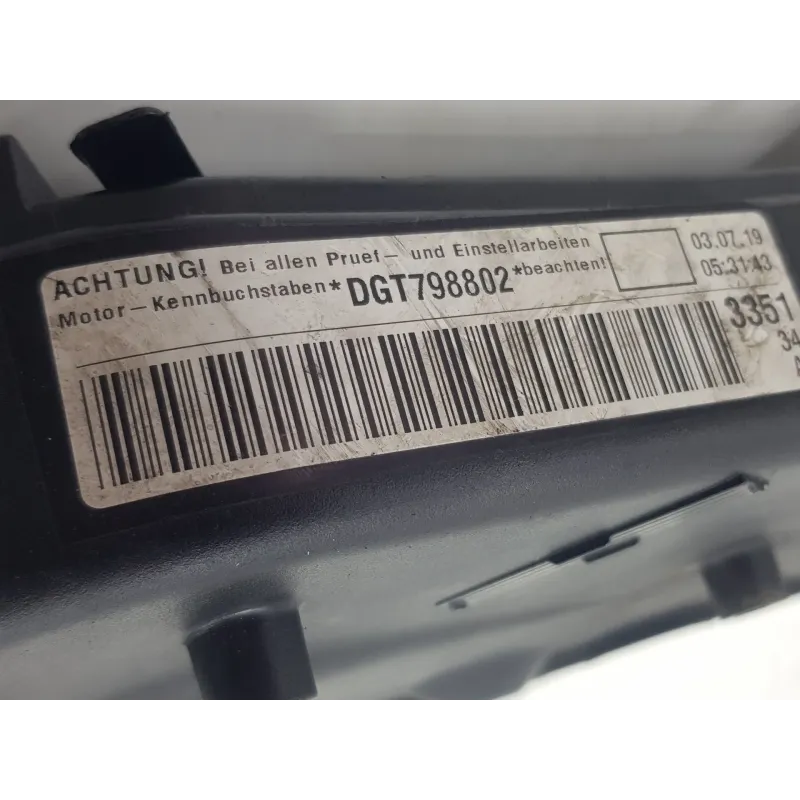 ACHTUNG! Bei allen Pruef- und Einstellarbeiten
Motor-Kennbuchstaben*DGT798802*beachten!
03.07.19
05:31:43
3351
34